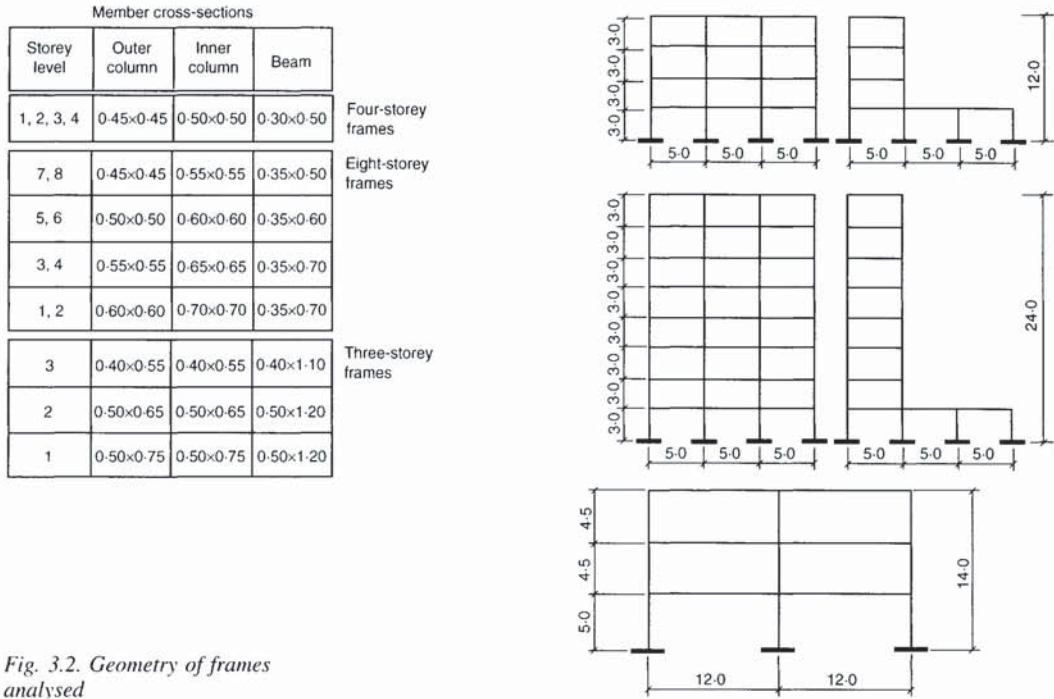 Member cross-sections
Storey level Outer column Inner column Beam
1, 2, 3, 4 0·45×0·45 0·50×0·50 0·30×0·50 Four-storey frames
7, 8 0·45×0·45 0·55×0·55 0·35×0·50 Eight-storey frames
5, 6 0·50×0·50 0·60×0·60 0·35×0·60
3, 4 0·55×0·55 0·65×0·65 0·35×0·70
1, 2 0·60×0·60 0·70×0·70 0·35×0·70
3 0·40×0·55 0·40×0·55 0·40×1·10 Three-storey frames
2 0·50×0·65 0·50×0·65 0·50×1·20
1 0·50×0·75 0·50×0·75 0·50×1·20
3·0
3·0
3·0
3·0
12·0
5·0 5·0 5·0 5·0 5·0 5·0
3·0
3·0
3·0
3·0
3·0
3·0
3·0
3·0
24·0
5·0 5·0 5·0 5·0 5·0 5·0
4·5
4·5
5·0
14·0
12·0 12·0
Fig. 3.2. Geometry of frames
analysed